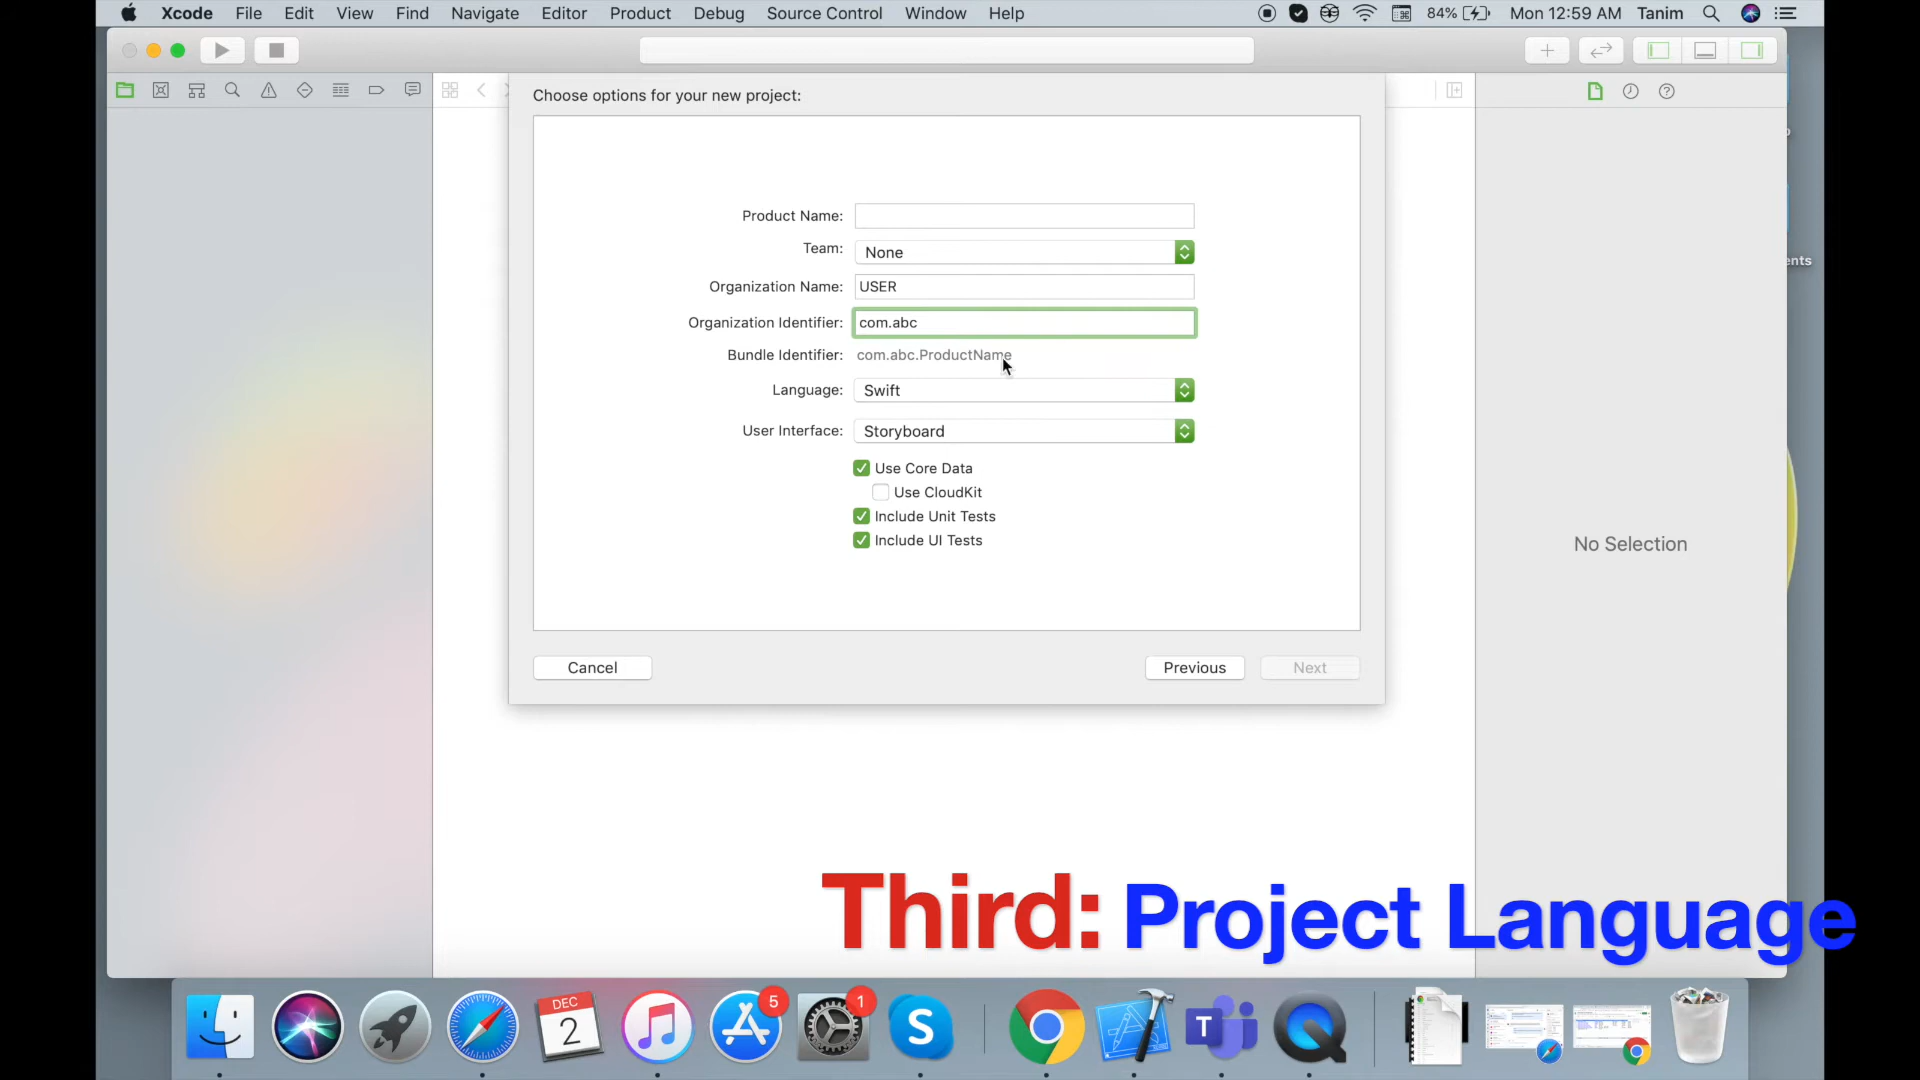 Xcode File Edit View Find Navigate Editor Product Debug Source Control Window Help 84% Mon 12:59 AM Tanim
Choose options for your new project:
Product Name:
Team: None
Organization Name: USER
Organization Identifier: com.abc
Bundle Identifier: com.abc.ProductName
Language: Swift
User Interface: Storyboard
Use Core Data
Use CloudKit
Include Unit Tests
Include UI Tests
Cancel Previous Next
No Selection
ents
Third: Project Language
DEC
2
5
1
S
T